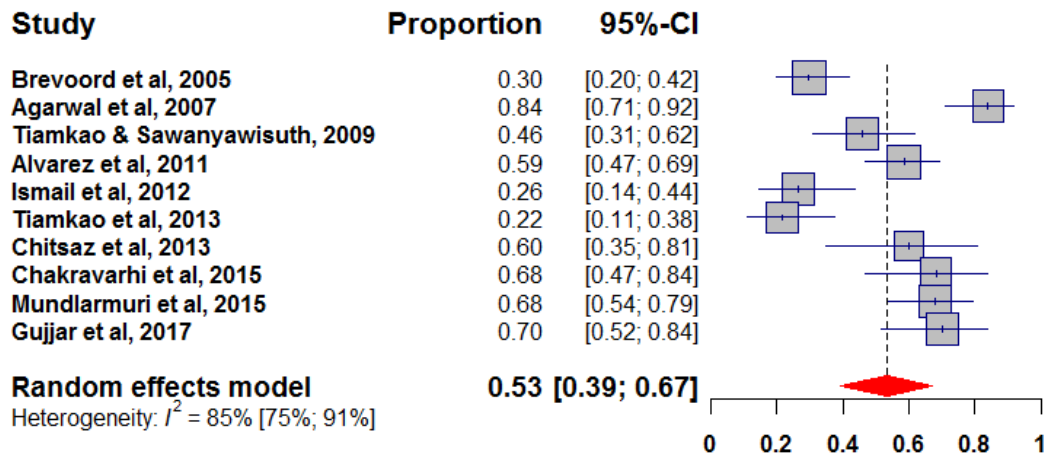 Study Proportion 95%-CI
Brevoord et al, 2005 0.30 [0.20; 0.42]
Agarwal et al, 2007 0.84 [0.71; 0.92]
Tiamkao & Sawanyawisuth, 2009 0.46 [0.31; 0.62]
Alvarez et al, 2011 0.59 [0.47; 0.69]
Ismail et al, 2012 0.26 [0.14; 0.44]
Tiamkao et al, 2013 0.22 [0.11; 0.38]
Chitsaz et al, 2013 0.60 [0.35; 0.81]
Chakravarhi et al, 2015 0.68 [0.47; 0.84]
Mundlarmuri et al, 2015 0.68 [0.54; 0.79]
Gujjar et al, 2017 0.70 [0.52; 0.84]
Random effects model 0.53 [0.39; 0.67]
Heterogeneity: I² = 85% [75%; 91%]
0 0.2 0.4 0.6 0.8 1